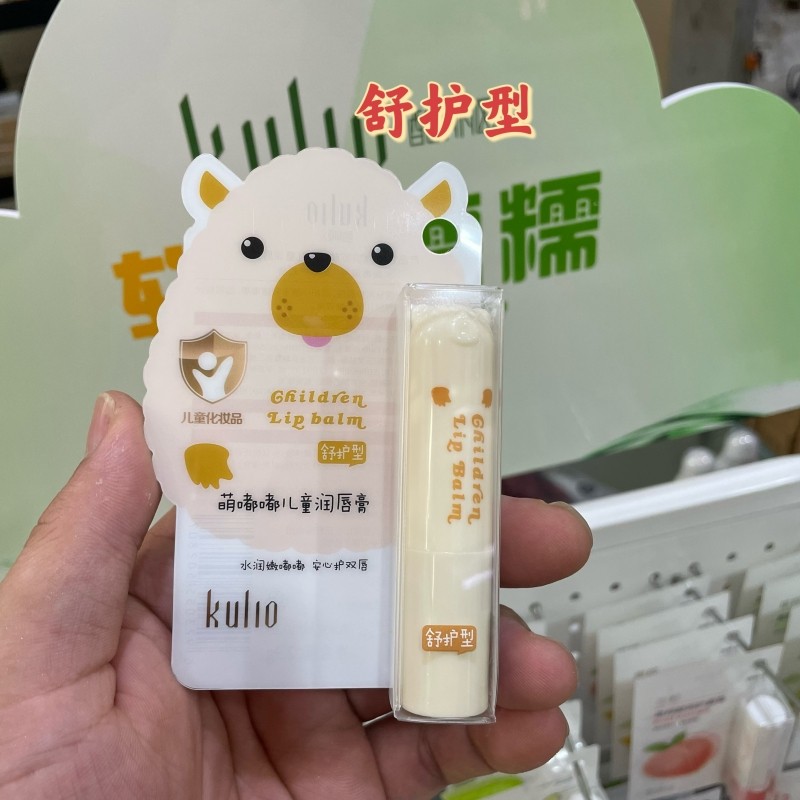 舒护型
kulio
糯
儿童化妆品
Children
Lip balm
舒护型
萌嘟嘟儿童润唇膏
水润嫩嘟嘟 安心护双唇
kulio
Children
Lip Balm
舒护型